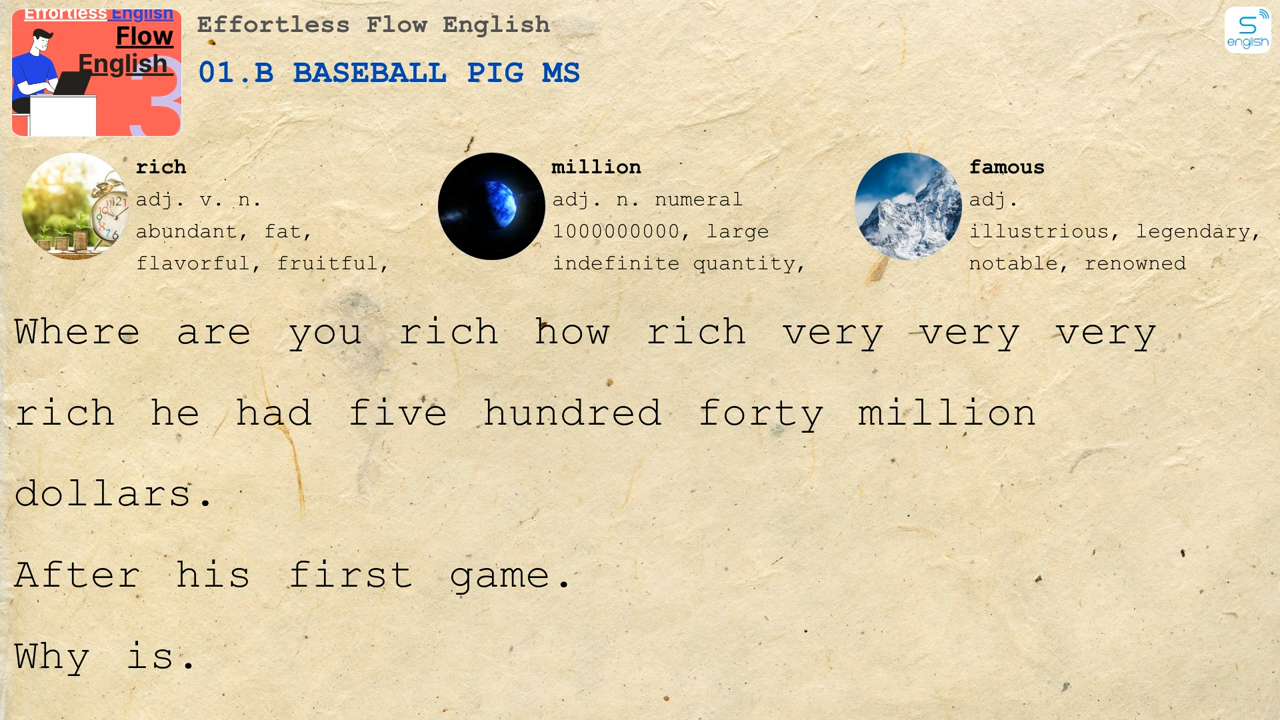 Effortless English
Flow
English
3
Effortless Flow English
01.B BASEBALL PIG MS
S
english
rich
adj. v. n.
abundant, fat,
flavorful, fruitful,
million
adj. n. numeral
1000000000, large
indefinite quantity,
famous
adj.
illustrious, legendary,
notable, renowned
Where are you rich how rich very very very
rich he had five hundred forty million
dollars.
After his first game.
Why is.